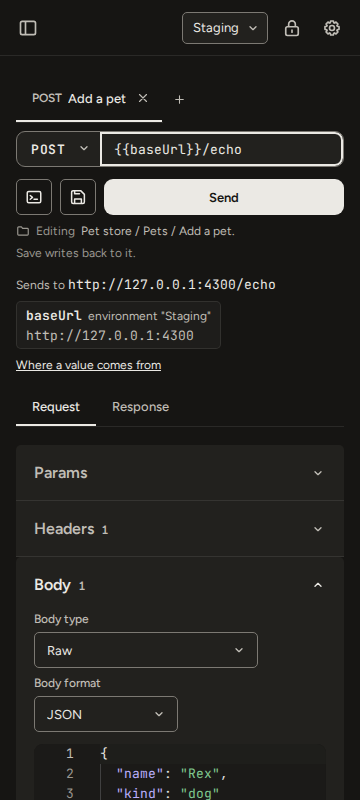 Staging
POST Add a pet
POST {{baseUrl}}/echo
Send
Editing Pet store / Pets / Add a pet.
Save writes back to it.
Sends to http://127.0.0.1:4300/echo
baseUrl environment "Staging"
http://127.0.0.1:4300
Where a value comes from
Request Response
Params
Headers 1
Body 1
Body type
Raw
Body format
JSON
1 {
2 "name": "Rex",
3 "kind": "dog"